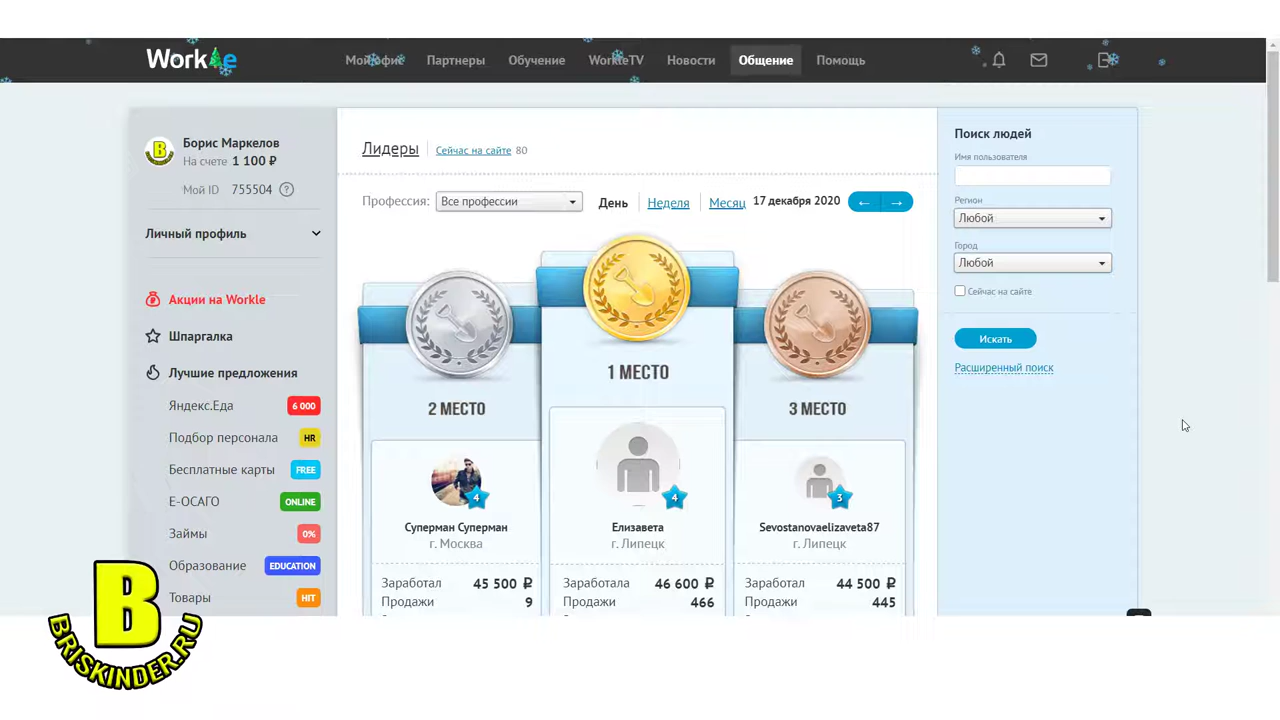 Workle
Мой офис Партнеры Обучение WorkleTV Новости Общение Помощь
Борис Маркелов
На счете 1 100 ₽
Мой ID 755504 ?
Личный профиль
Акции на Workle
Шпаргалка
Лучшие предложения
Яндекс.Еда 6 000
Подбор персонала HR
Бесплатные карты FREE
Е-ОСАГО ONLINE
Займы 0%
Образование EDUCATION
Товары HIT
Лидеры Сейчас на сайте 80
Профессия: Все профессии День Неделя Месяц 17 декабря 2020 ← →
2 МЕСТО
4
Суперман Суперман
г. Москва
Заработал 45 500 ₽
Продажи 9
1 МЕСТО
4
Елизавета
г. Липецк
Заработала 46 600 ₽
Продажи 466
3 МЕСТО
3
Sevostanovaelizaveta87
г. Липецк
Заработал 44 500 ₽
Продажи 445
Поиск людей
Имя пользователя
Регион
Любой
Город
Любой
Сейчас на сайте
Искать
Расширенный поиск
B
BRISKINDER.RU